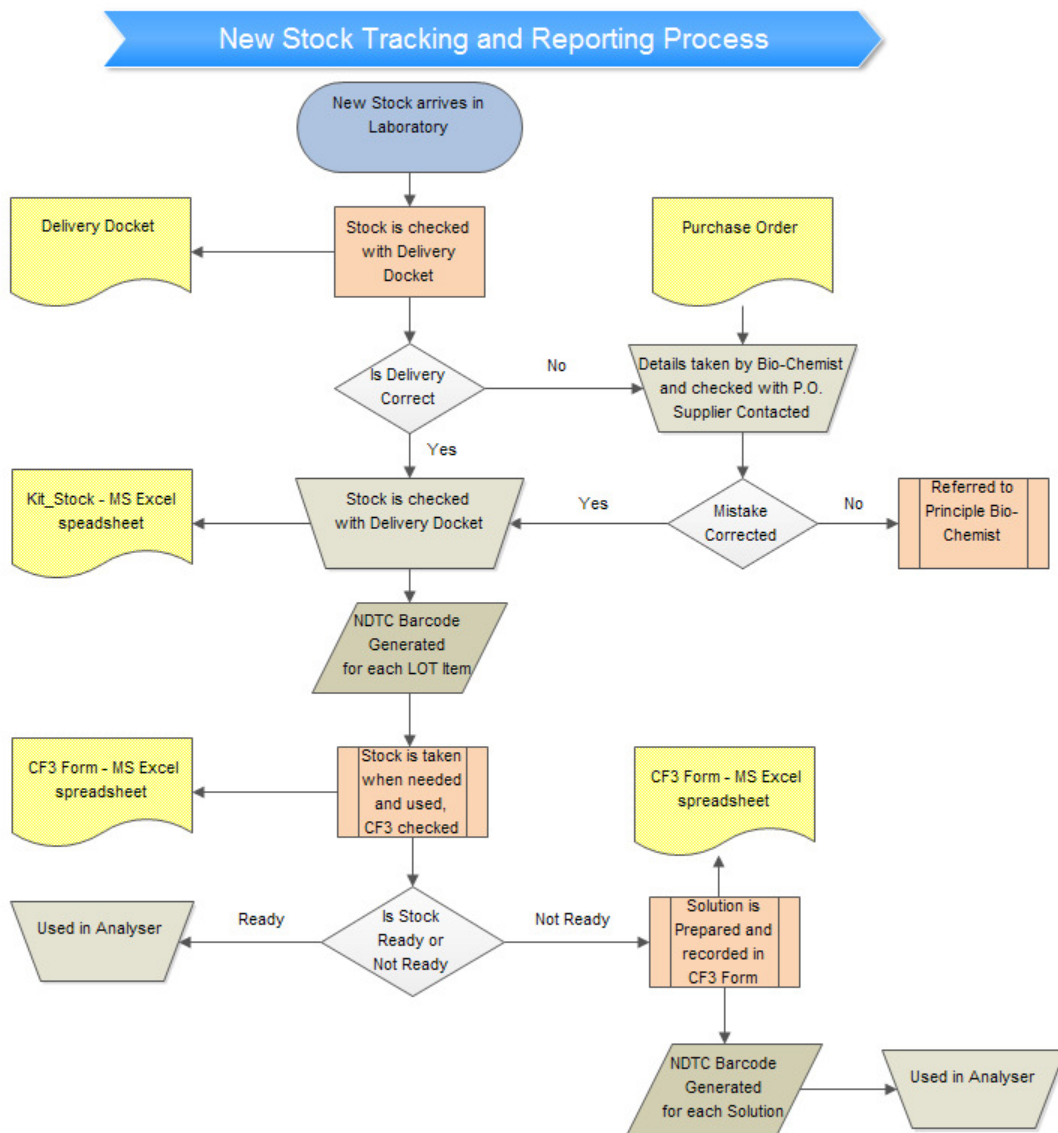 New Stock Tracking and Reporting Process
New Stock arrives in
Laboratory
Delivery Docket
Stock is checked
with Delivery
Docket
Purchase Order
Is Delivery
Correct
No
Details taken by Bio-Chemist
and checked with P.O.
Supplier Contacted
Yes
Kit_Stock - MS Excel
speadsheet
Stock is checked
with Delivery Docket
Yes
Mistake
Corrected
No
Referred to
Principle Bio-
Chemist
NDTC Barcode
Generated
for each LOT Item
CF3 Form - MS Excel
spreadsheet
Stock is taken
when needed
and used,
CF3 checked
CF3 Form - MS Excel
spreadsheet
Used in Analyser
Ready
Is Stock
Ready or
Not Ready
Not Ready
Solution is
Prepared and
recorded in
CF3 Form
NDTC Barcode
Generated
for each Solution
Used in Analyser